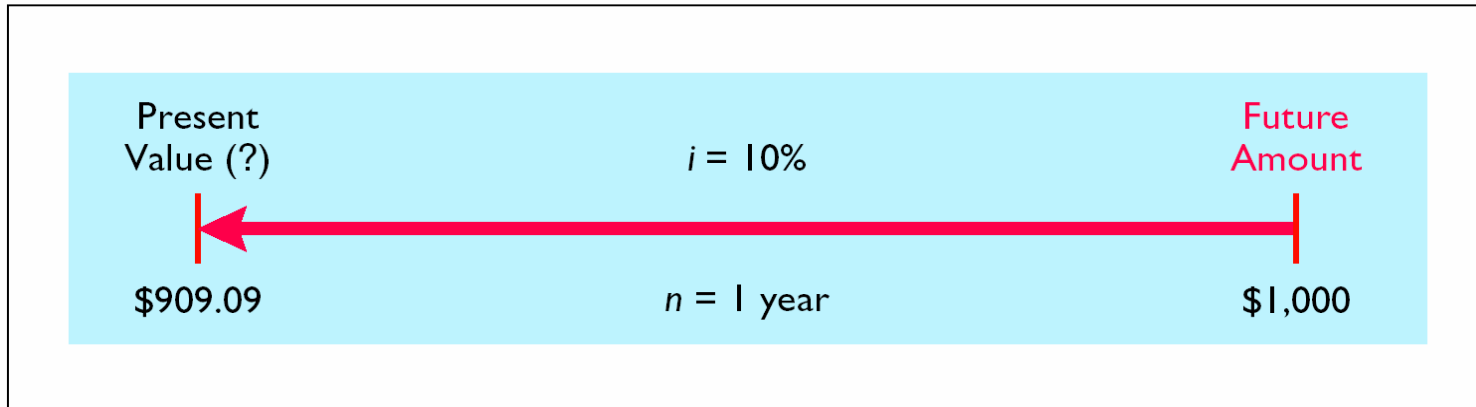 Present
Value (?)
i = 10%
Future
Amount
$909.09
n = 1 year
$1,000